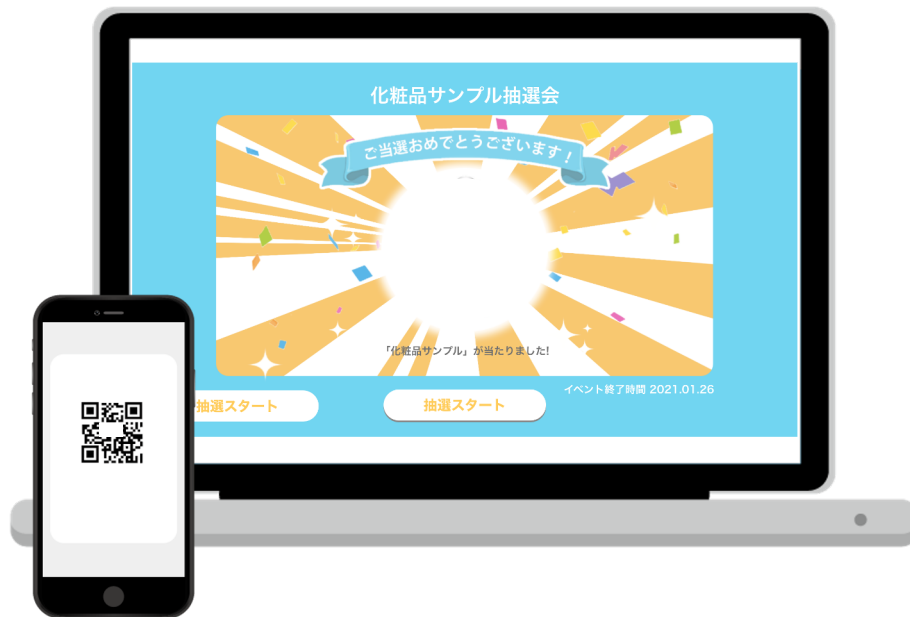 化粧品サンプル抽選会
ご当選おめでとうございます！
「化粧品サンプル」が当たりました!
イベント終了時間 2021.01.26
抽選スタート
抽選スタート